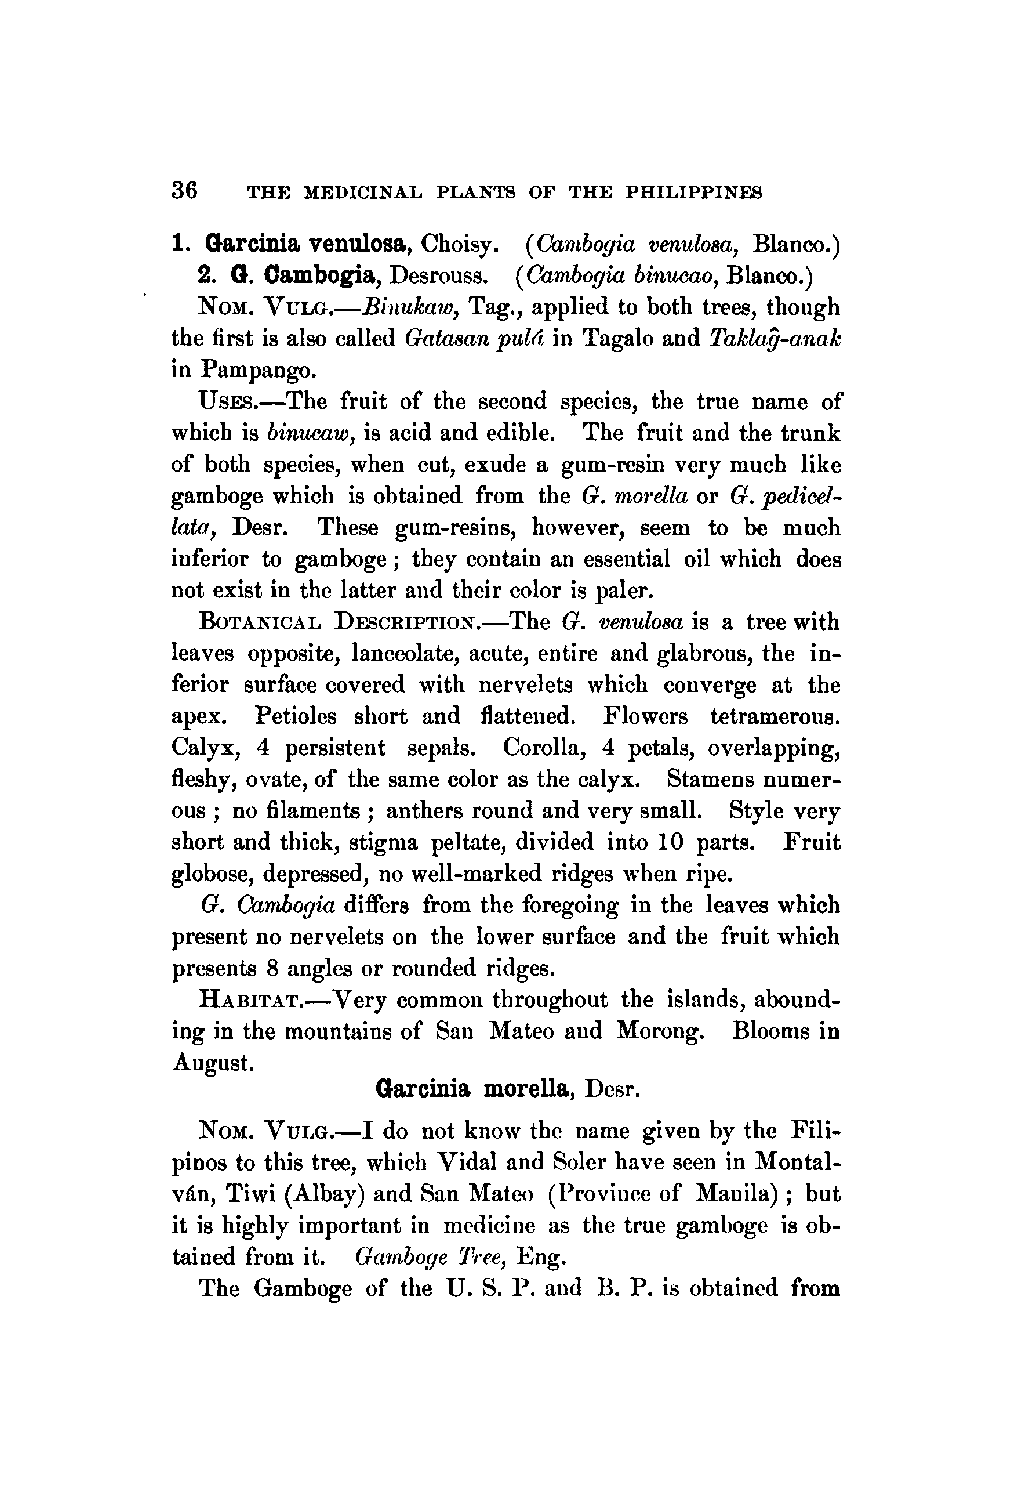 36 THE MEDICINAL PLANTS OF THE PHILIPPINES
1. Garcinia venulosa, Choisy. (Cambogia venulosa, Blanco.)
2. G. Cambogia, Desrouss. (Cambogia binucao, Blanco.)
NOM. VULG.—Binukaw, Tag., applied to both trees, though
the first is also called Gatasan pulá in Tagalo and Taklag̃-anak
in Pampango.
USES.—The fruit of the second species, the true name of
which is binucaw, is acid and edible. The fruit and the trunk
of both species, when cut, exude a gum-resin very much like
gamboge which is obtained from the G. morella or G. pedicel-
lata, Desr. These gum-resins, however, seem to be much
inferior to gamboge ; they contain an essential oil which does
not exist in the latter and their color is paler.
BOTANICAL DESCRIPTION.—The G. venulosa is a tree with
leaves opposite, lanceolate, acute, entire and glabrous, the in-
ferior surface covered with nervelets which converge at the
apex. Petioles short and flattened. Flowers tetramerous.
Calyx, 4 persistent sepals. Corolla, 4 petals, overlapping,
fleshy, ovate, of the same color as the calyx. Stamens numer-
ous ; no filaments ; anthers round and very small. Style very
short and thick, stigma peltate, divided into 10 parts. Fruit
globose, depressed, no well-marked ridges when ripe.
G. Cambogia differs from the foregoing in the leaves which
present no nervelets on the lower surface and the fruit which
presents 8 angles or rounded ridges.
HABITAT.—Very common throughout the islands, abound-
ing in the mountains of San Mateo and Morong. Blooms in
August.
Garcinia morella, Desr.
NOM. VULG.—I do not know the name given by the Fili-
pinos to this tree, which Vidal and Soler have seen in Montal-
ván, Tiwi (Albay) and San Mateo (Province of Manila) ; but
it is highly important in medicine as the true gamboge is ob-
tained from it. Gamboge Tree, Eng.
The Gamboge of the U. S. P. and B. P. is obtained from